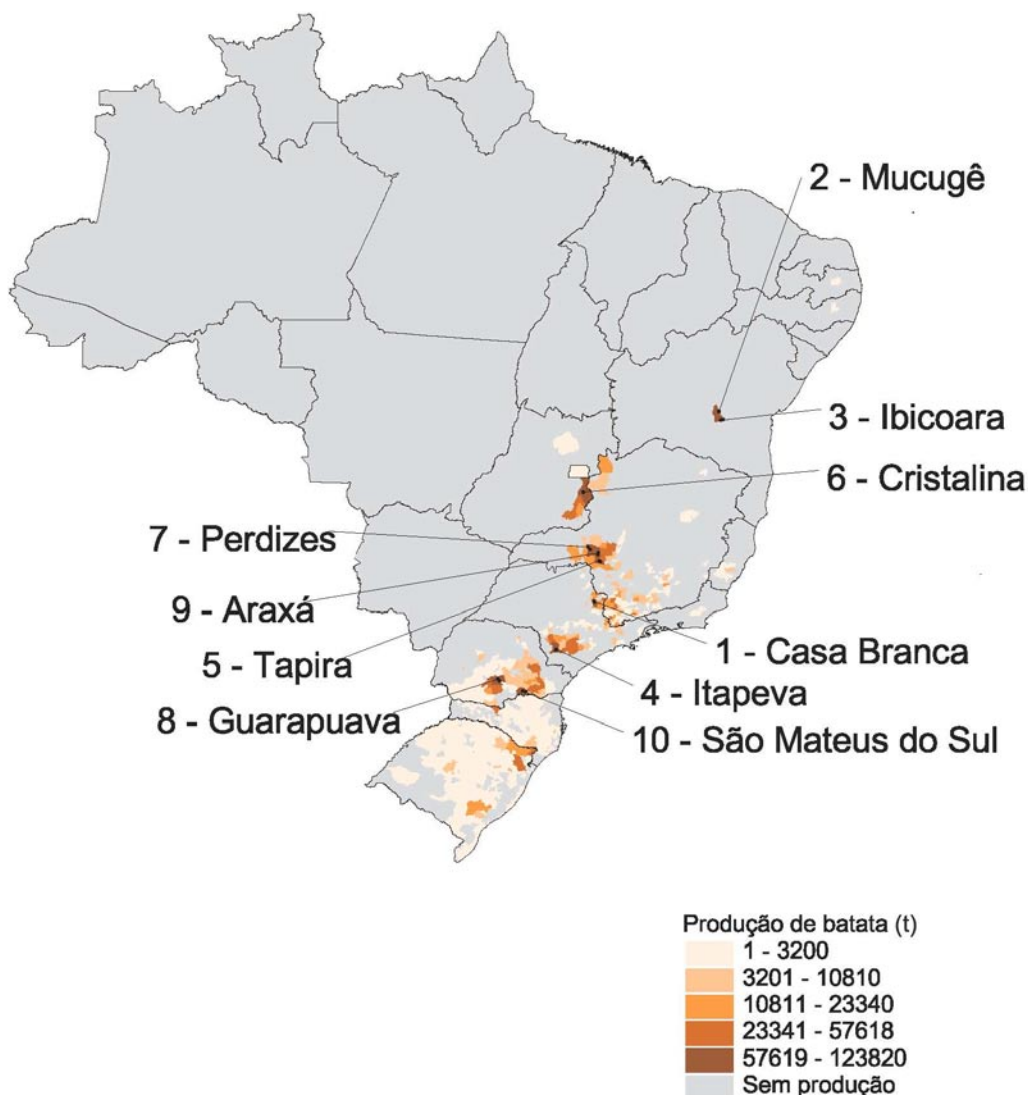 2 - Mucugê
3 - Ibicoara
6 - Cristalina
7 - Perdizes
9 - Araxá
5 - Tapira
1 - Casa Branca
4 - Itapeva
8 - Guarapuava
10 - São Mateus do Sul
Produção de batata (t)
1 - 3200
3201 - 10810
10811 - 23340
23341 - 57618
57619 - 123820
Sem produção